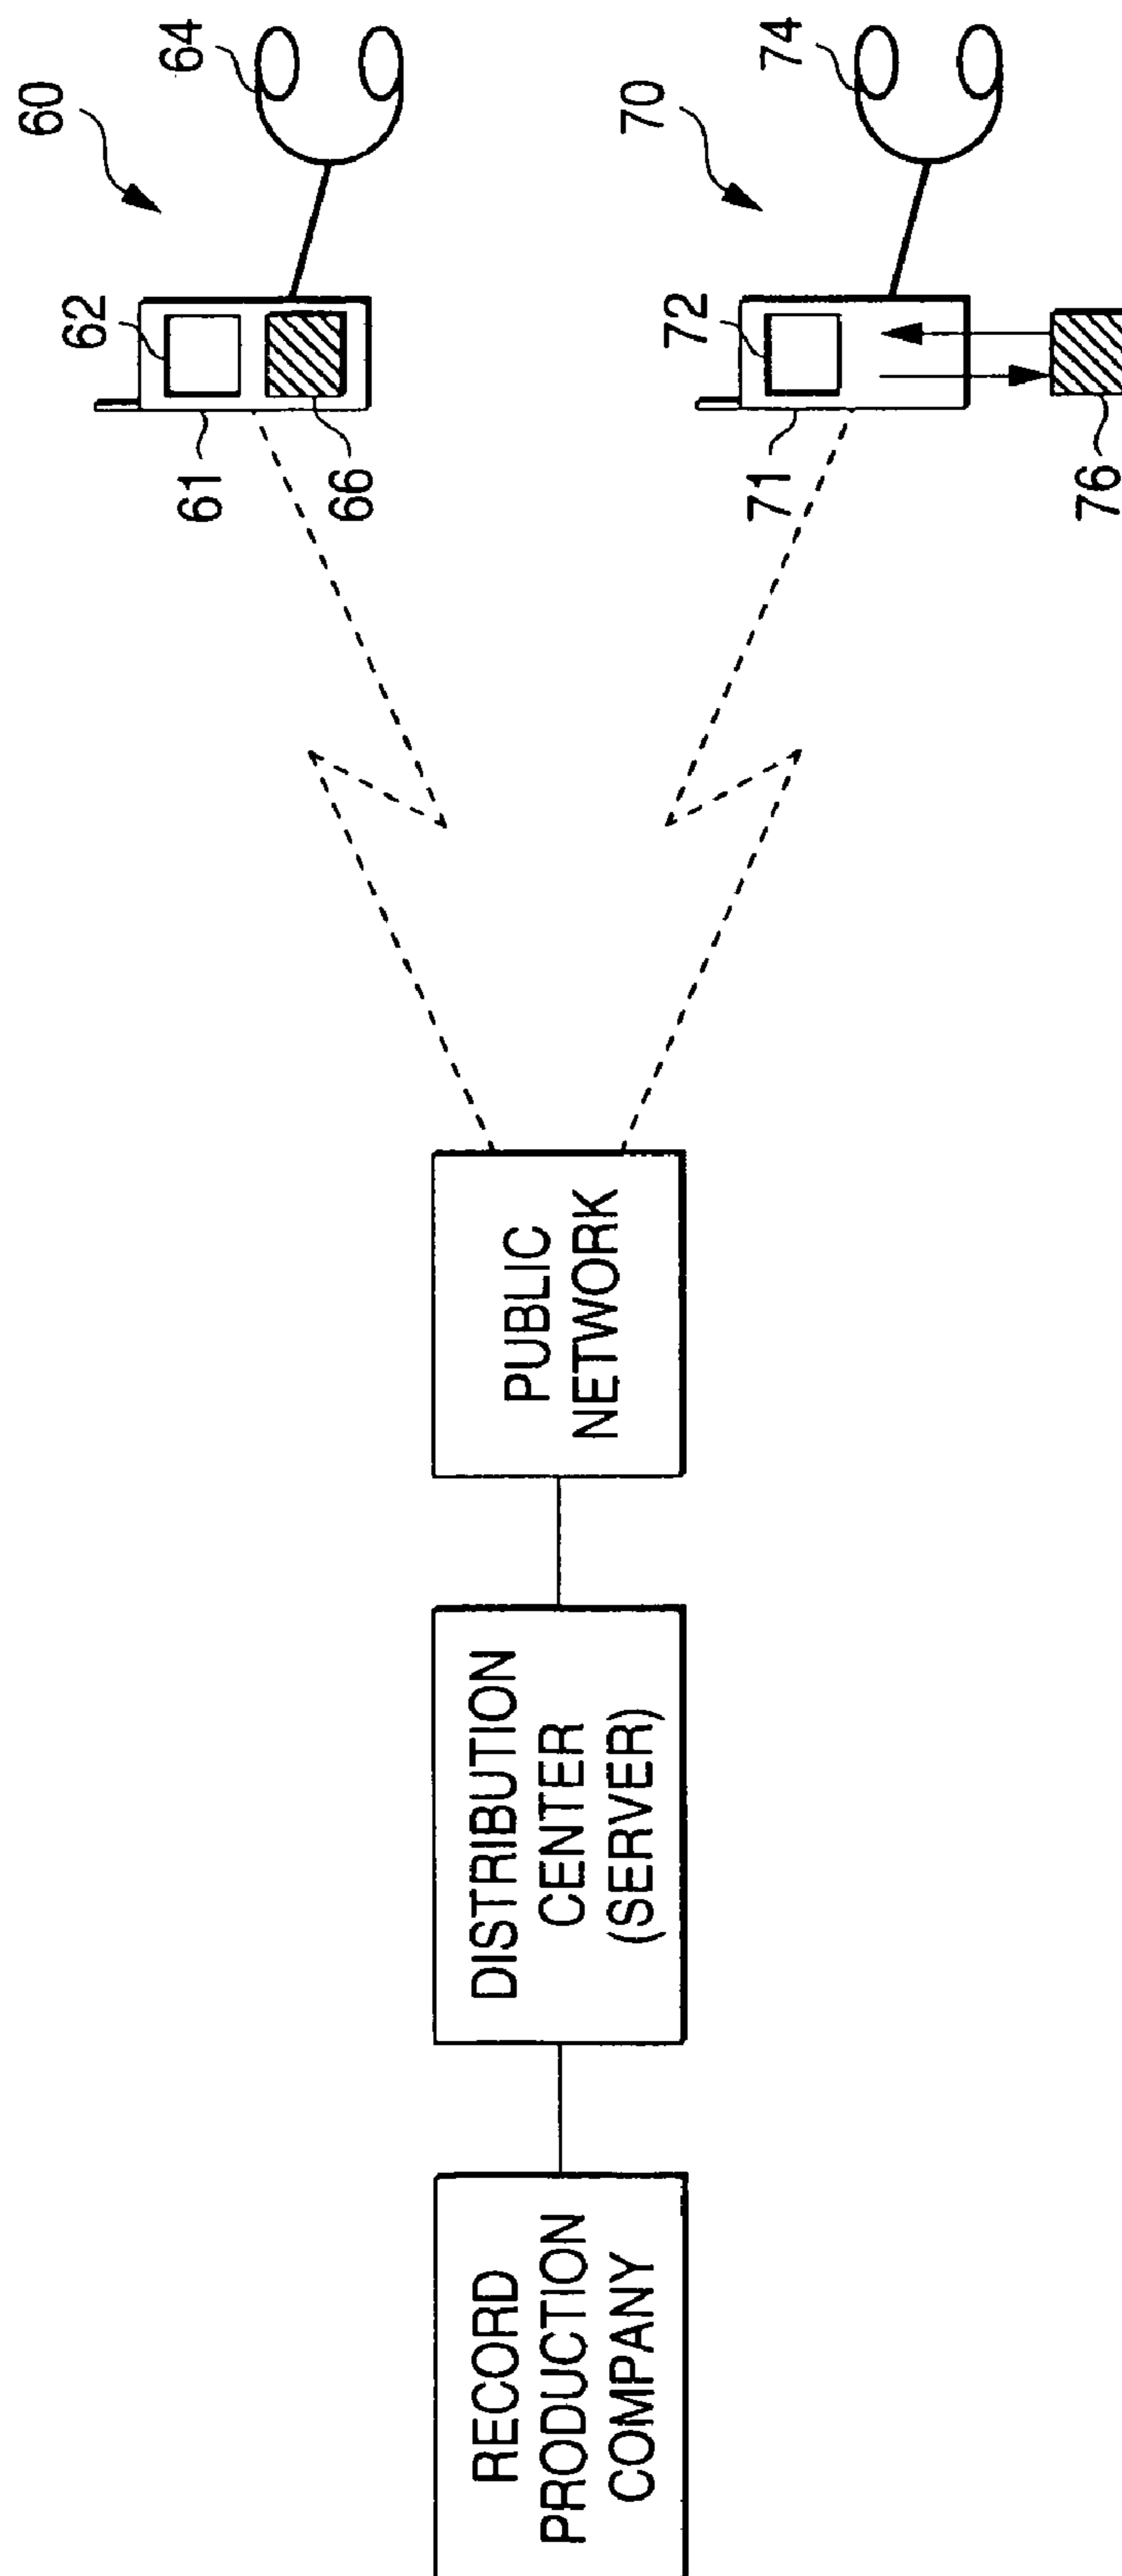 RECORD
PRODUCTION
COMPANY
DISTRIBUTION
CENTER
(SERVER)
PUBLIC
NETWORK
60
61
62
64
66
70
71
72
74
76